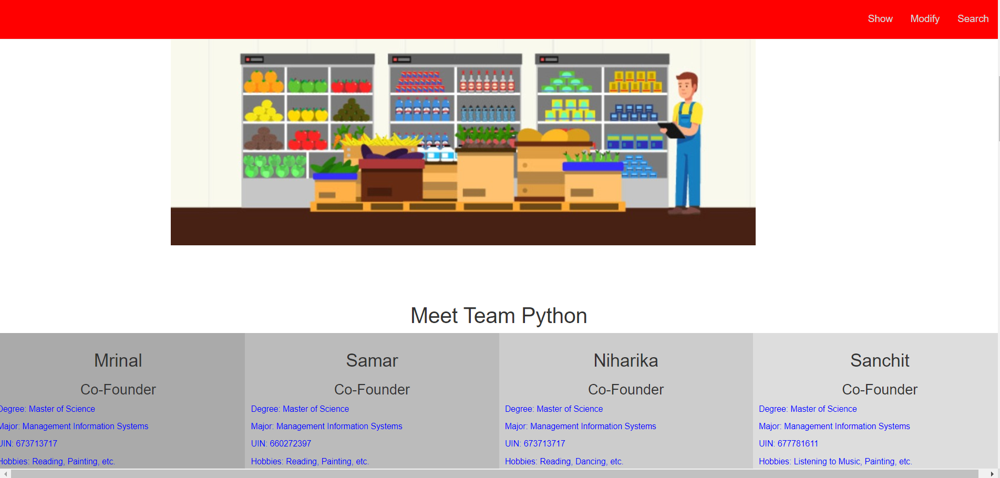 Show Modify Search
Meet Team Python
Mrinal
Co-Founder
Degree: Master of Science
Major: Management Information Systems
UIN: 673713717
Hobbies: Reading, Painting, etc.
Samar
Co-Founder
Degree: Master of Science
Major: Management Information Systems
UIN: 660272397
Hobbies: Reading, Painting, etc.
Niharika
Co-Founder
Degree: Master of Science
Major: Management Information Systems
UIN: 673713717
Hobbies: Reading, Dancing, etc.
Sanchit
Co-Founder
Degree: Master of Science
Major: Management Information Systems
UIN: 677781611
Hobbies: Listening to Music, Painting, etc.